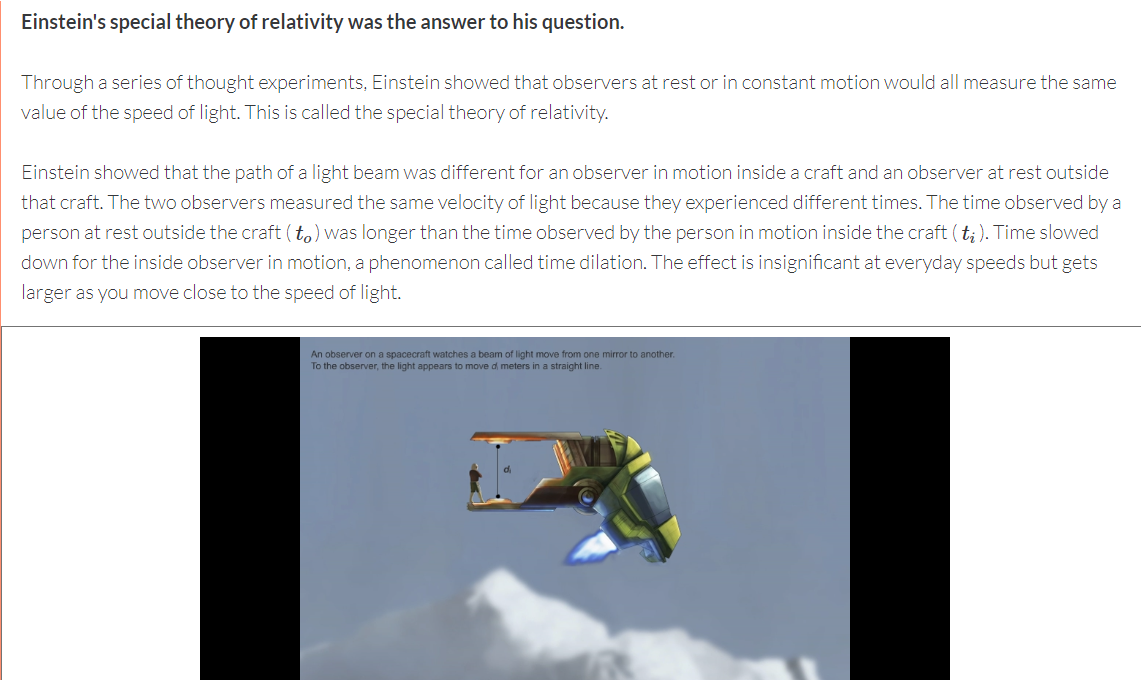 Einstein's special theory of relativity was the answer to his question.
Through a series of thought experiments, Einstein showed that observers at rest or in constant motion would all measure the same
value of the speed of light. This is called the special theory of relativity.
Einstein showed that the path of a light beam was different for an observer in motion inside a craft and an observer at rest outside
that craft. The two observers measured the same velocity of light because they experienced different times. The time observed by a
person at rest outside the craft (tₒ) was longer than the time observed by the person in motion inside the craft (tᵢ). Time slowed
down for the inside observer in motion, a phenomenon called time dilation. The effect is insignificant at everyday speeds but gets
larger as you move close to the speed of light.
An observer on a spacecraft watches a beam of light move from one mirror to another.
To the observer, the light appears to move dᵢ meters in a straight line.
dᵢ